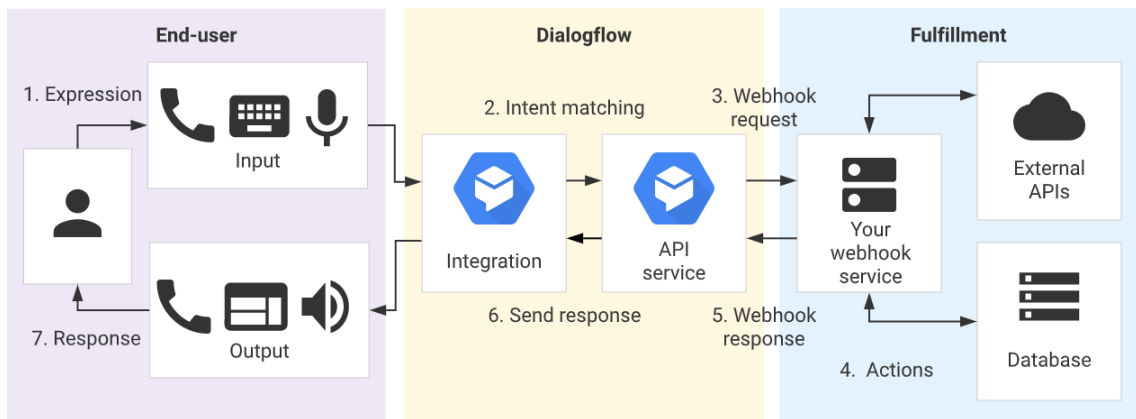 End-user
Dialogflow
Fulfillment
1. Expression
Input
2. Intent matching
3. Webhook
request
External
APIs
Integration
API
service
Your
webhook
service
7. Response
Output
6. Send response
5. Webhook
response
4. Actions
Database